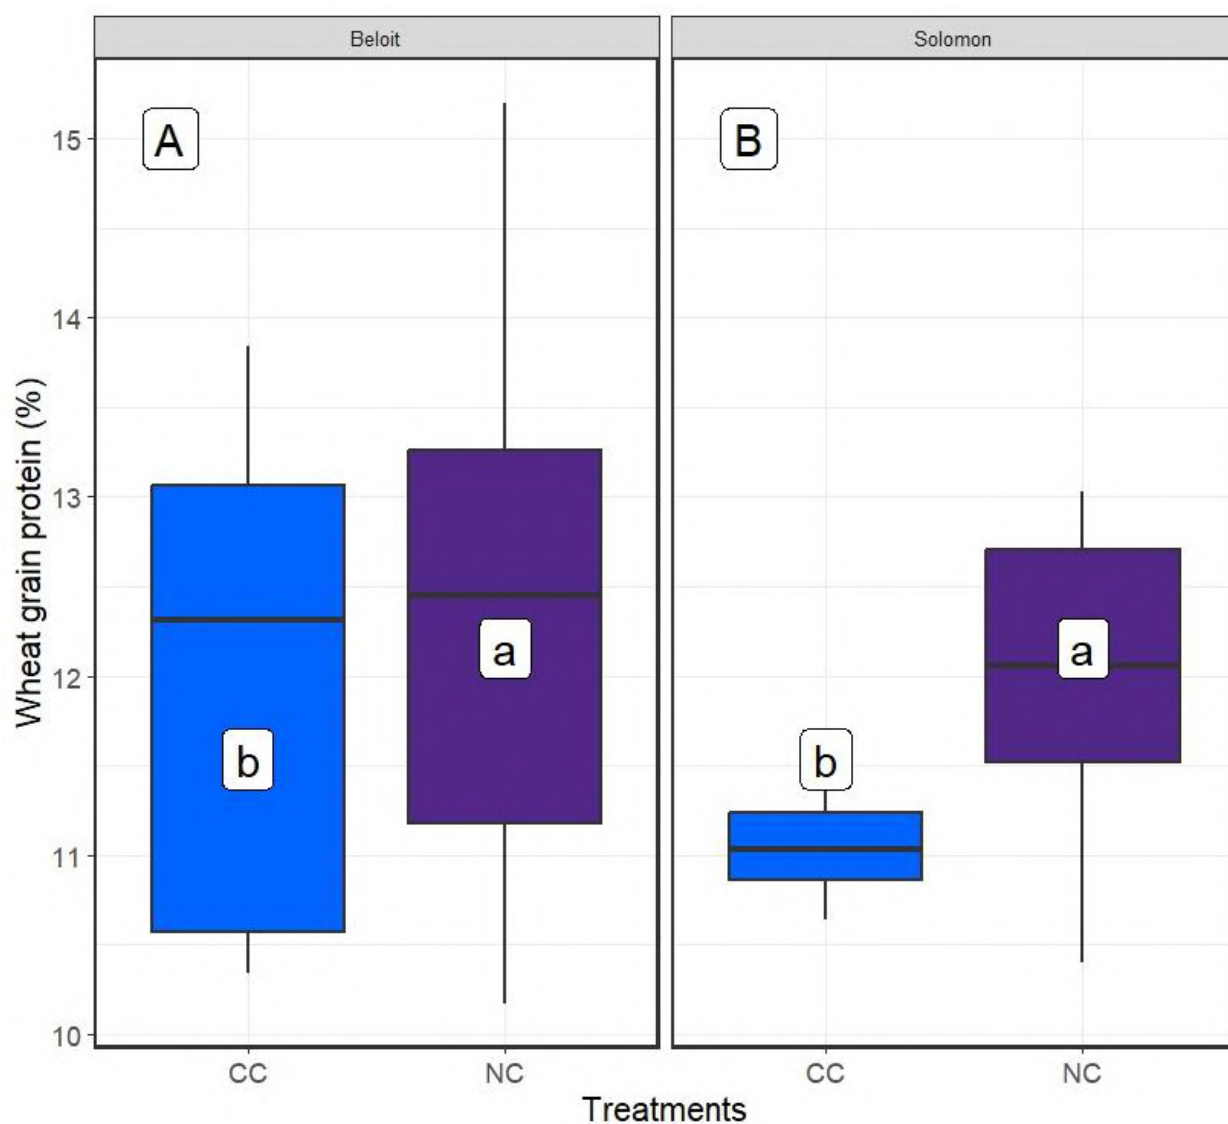 Beloit
Solomon
A
B
15
14
13
12
11
10
Wheat grain protein (%)
b
a
b
a
CC
NC
CC
NC
Treatments